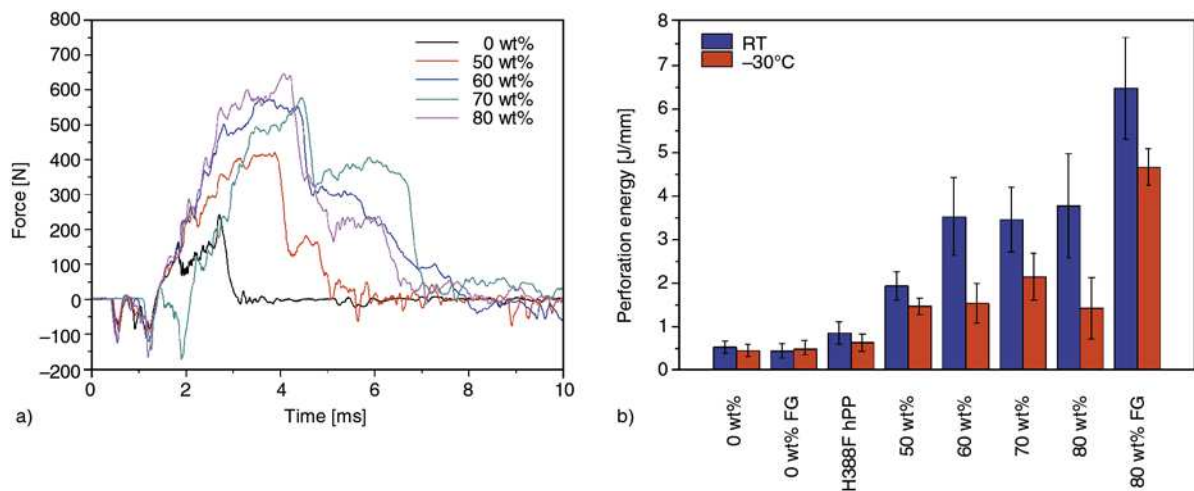 800
700
600
500
400
300
200
100
0
–100
–200
Force [N]
0 wt%
50 wt%
60 wt%
70 wt%
80 wt%
0
2
4
6
8
10
Time [ms]
a)
8
7
6
5
4
3
2
1
0
Perforation energy [J/mm]
RT
–30°C
0 wt%
0 wt% FG
H388F hPP
50 wt%
60 wt%
70 wt%
80 wt%
80 wt% FG
b)